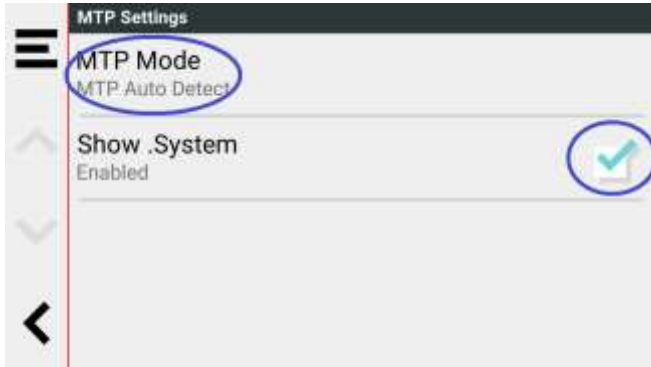 MTP Settings
MTP Mode
MTP Auto Detect
Show .System
Enabled